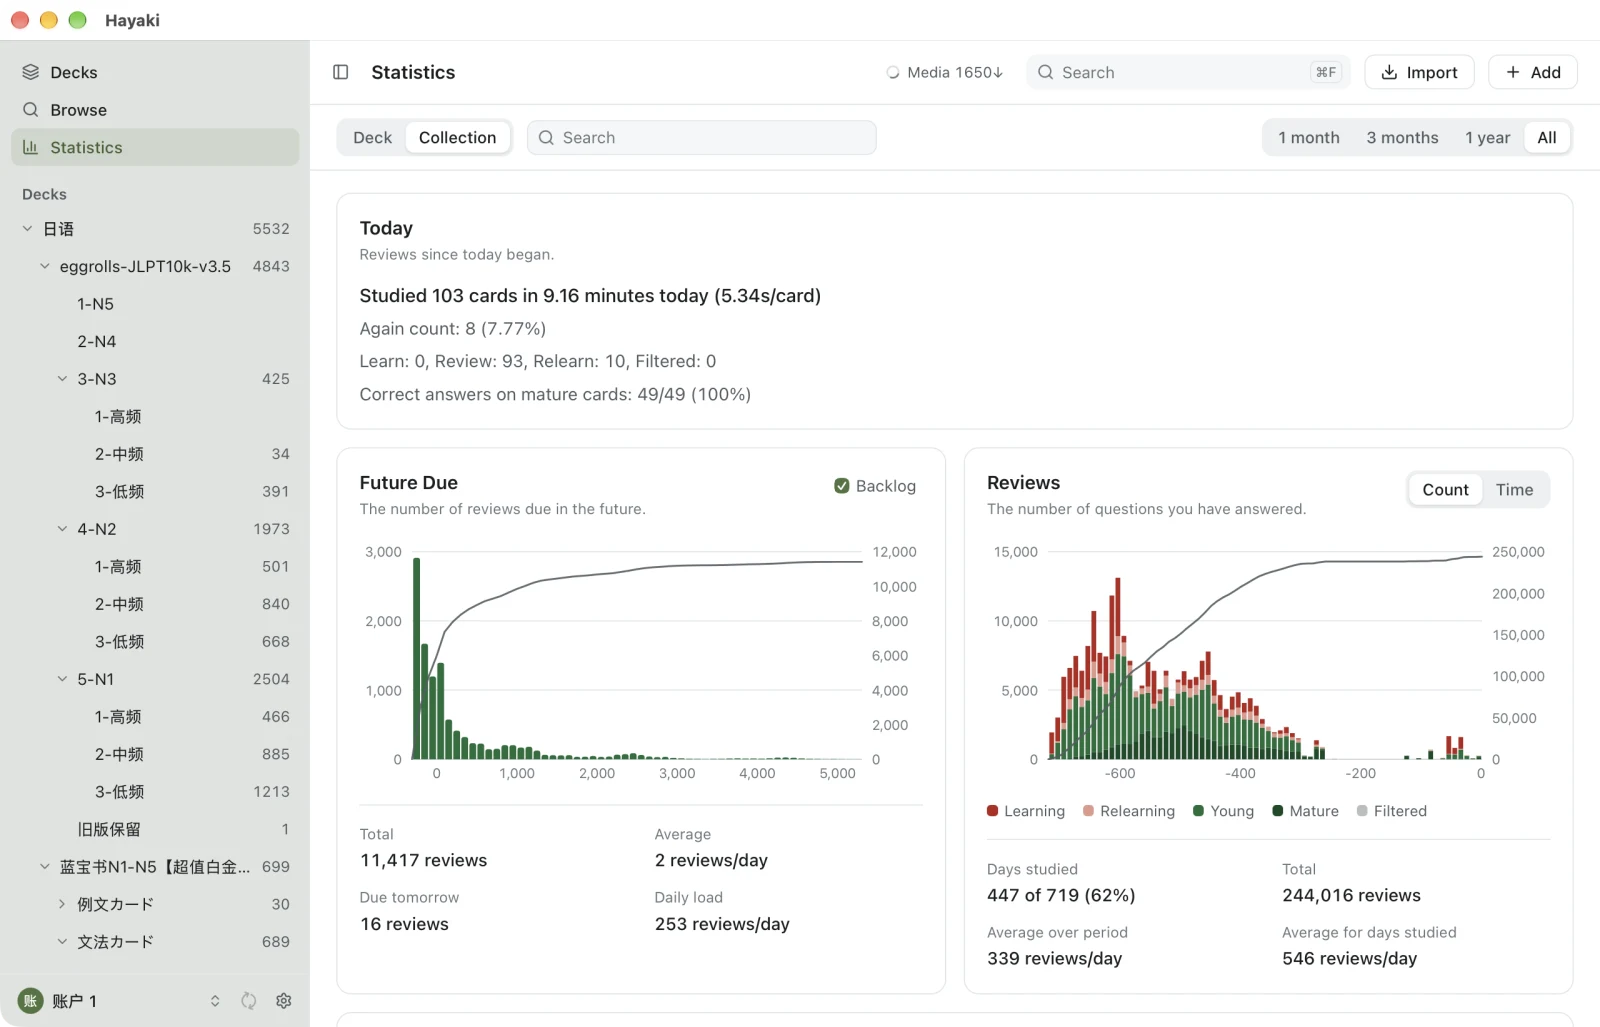 Hayaki
Decks
Browse
Statistics
Decks
日语 5532
eggrolls-JLPT10k-v3.5 4843
1-N5
2-N4
3-N3 425
1-高频
2-中频 34
3-低频 391
4-N2 1973
1-高频 501
2-中频 840
3-低频 668
5-N1 2504
1-高频 466
2-中频 885
3-低频 1213
旧版保留 1
蓝宝书N1-N5【超值白金... 699
例文カード 30
文法カード 689
账 账户 1
Statistics
Media 1650↓
Search ⌘F
Import
+ Add
Deck Collection
Search
1 month 3 months 1 year All
Today
Reviews since today began.
Studied 103 cards in 9.16 minutes today (5.34s/card)
Again count: 8 (7.77%)
Learn: 0, Review: 93, Relearn: 10, Filtered: 0
Correct answers on mature cards: 49/49 (100%)
Future Due
Backlog
The number of reviews due in the future.
3,000 12,000
10,000
2,000 8,000
6,000
1,000 4,000
2,000
0 0
0 1,000 2,000 3,000 4,000 5,000
Total Average
11,417 reviews 2 reviews/day
Due tomorrow Daily load
16 reviews 253 reviews/day
Reviews
Count Time
The number of questions you have answered.
15,000 250,000
200,000
10,000 150,000
5,000 100,000
50,000
0 0
-600 -400 -200 0
Learning Relearning Young Mature Filtered
Days studied Total
447 of 719 (62%) 244,016 reviews
Average over period Average for days studied
339 reviews/day 546 reviews/day